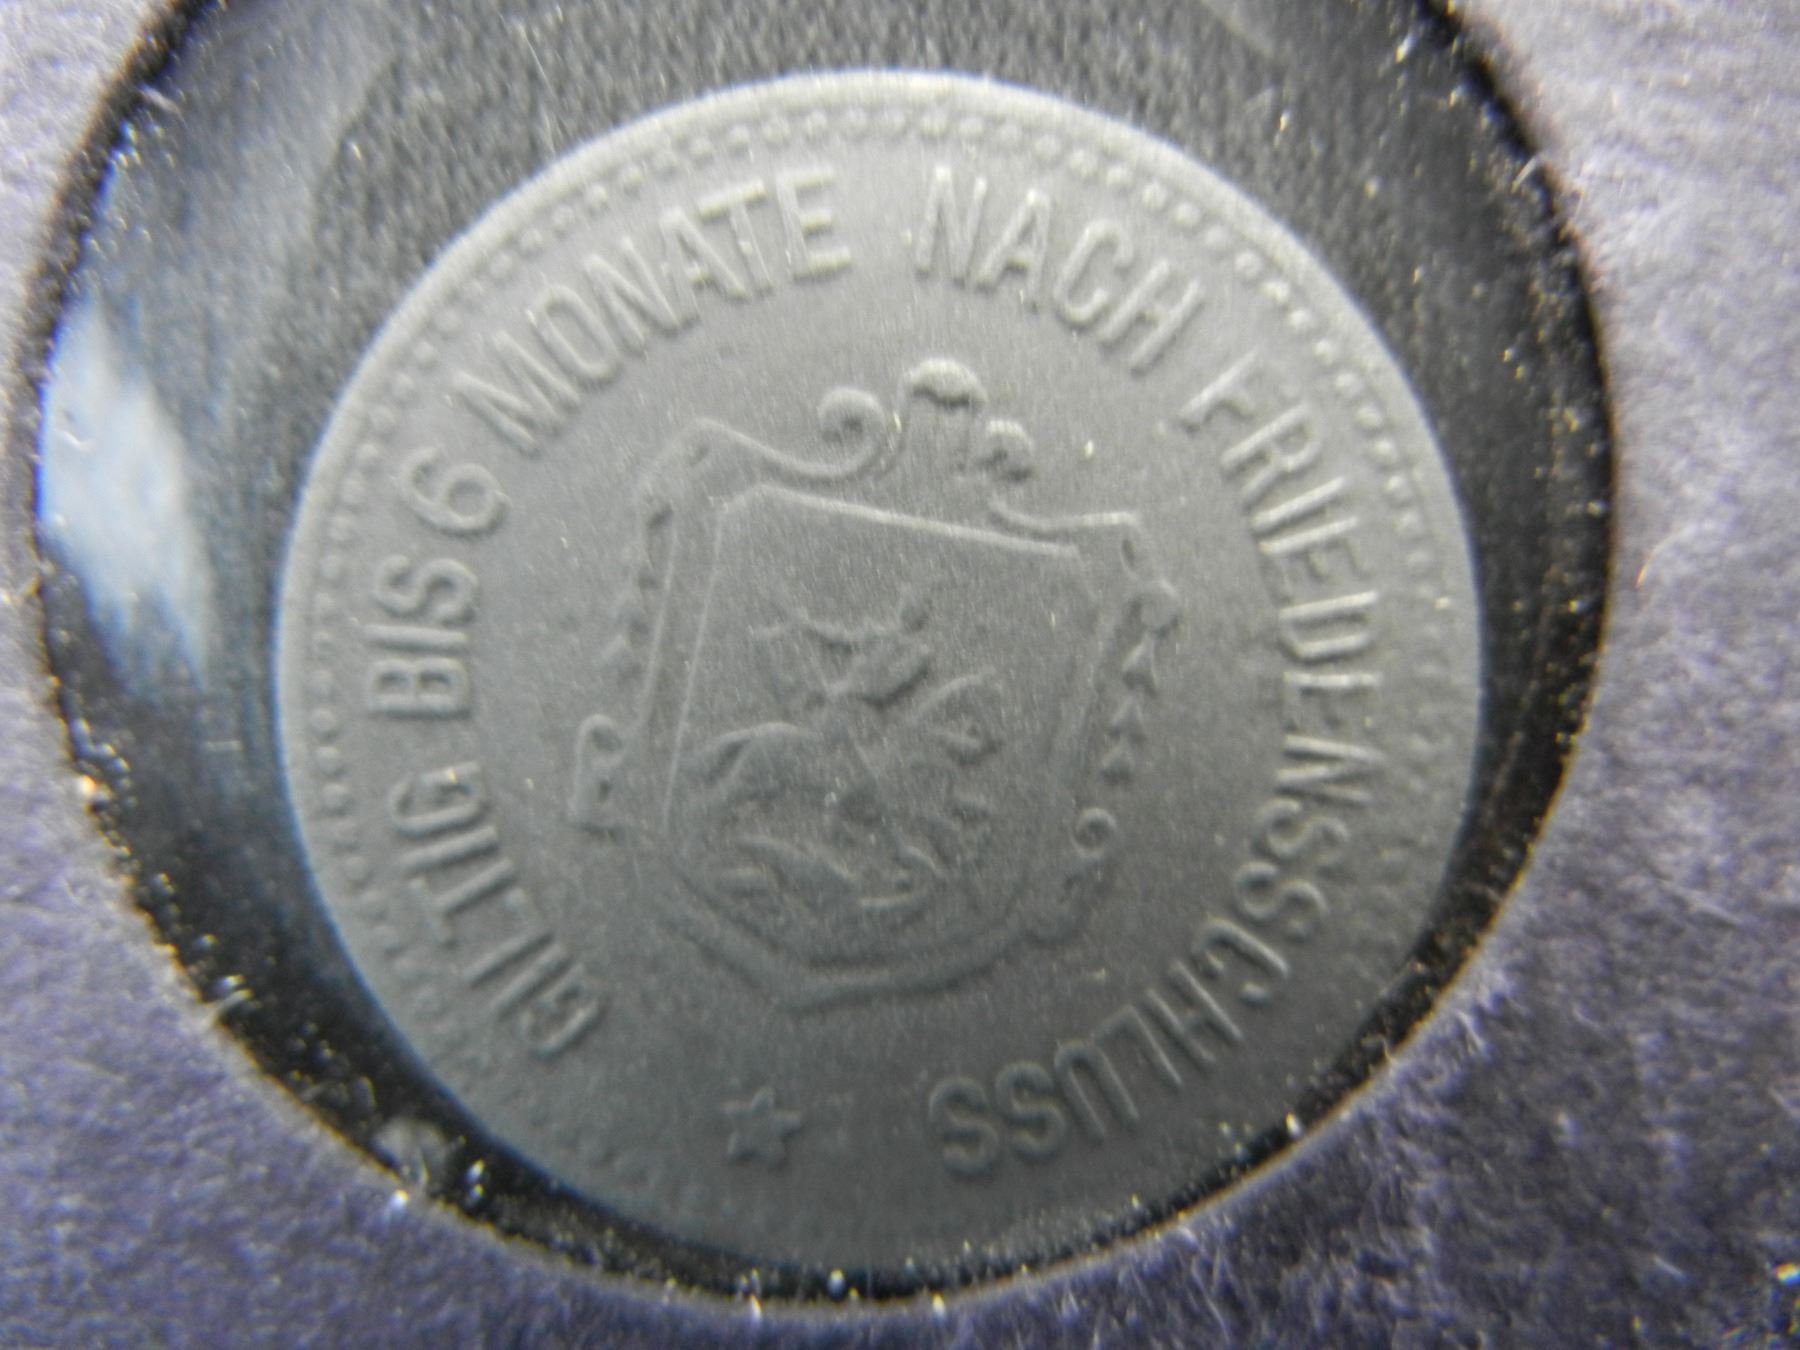 GILTIG BIS 6 MONATE NACH FRIEDENSSCHLUSS